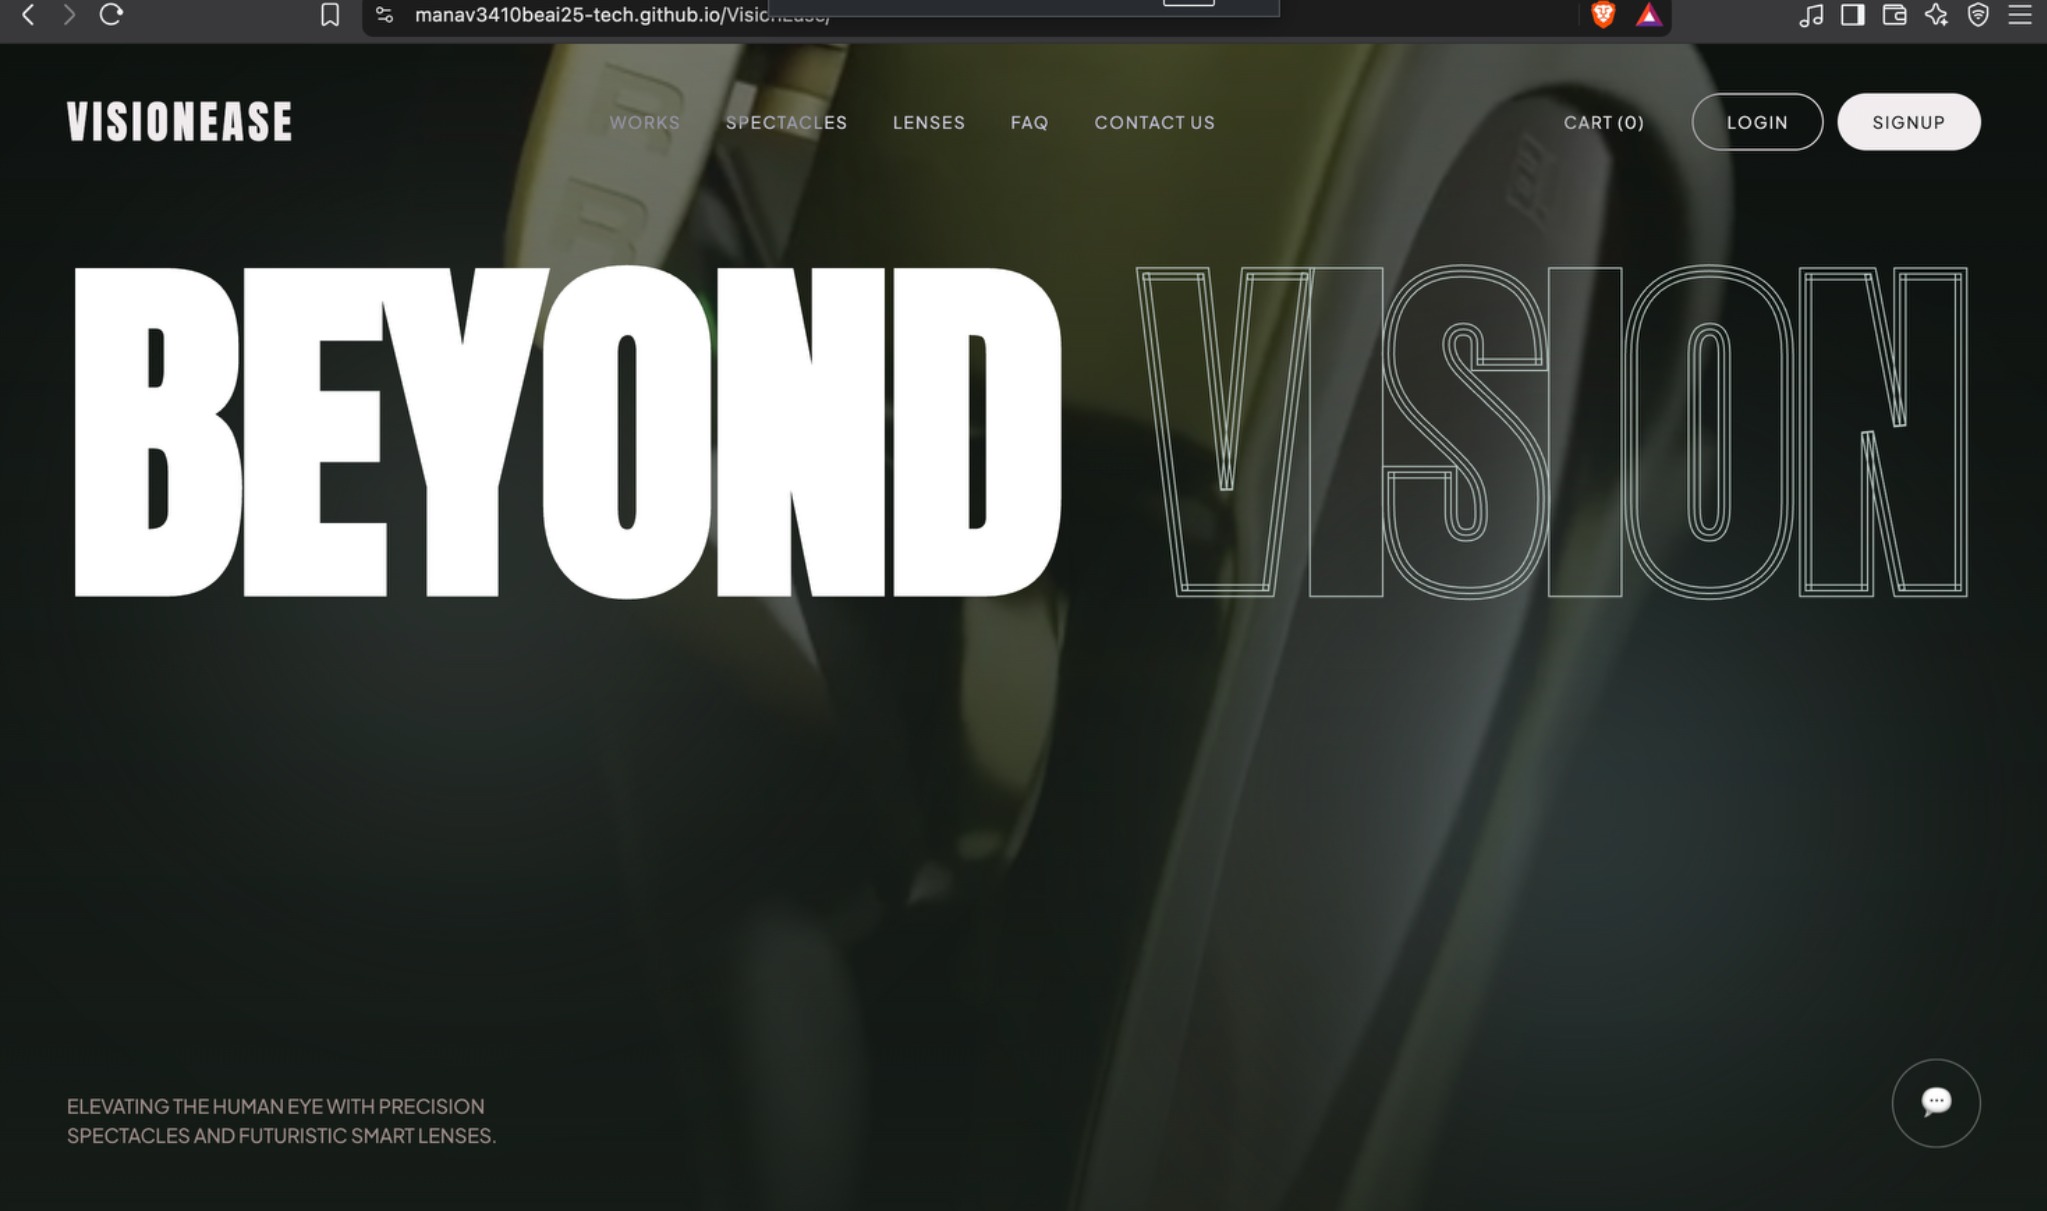 manav3410beai25-tech.github.io/VisionEase/
VISIONEASE
WORKS SPECTACLES LENSES FAQ CONTACT US
CART (0) LOGIN SIGNUP
BEYOND VISION
ELEVATING THE HUMAN EYE WITH PRECISION
SPECTACLES AND FUTURISTIC SMART LENSES.